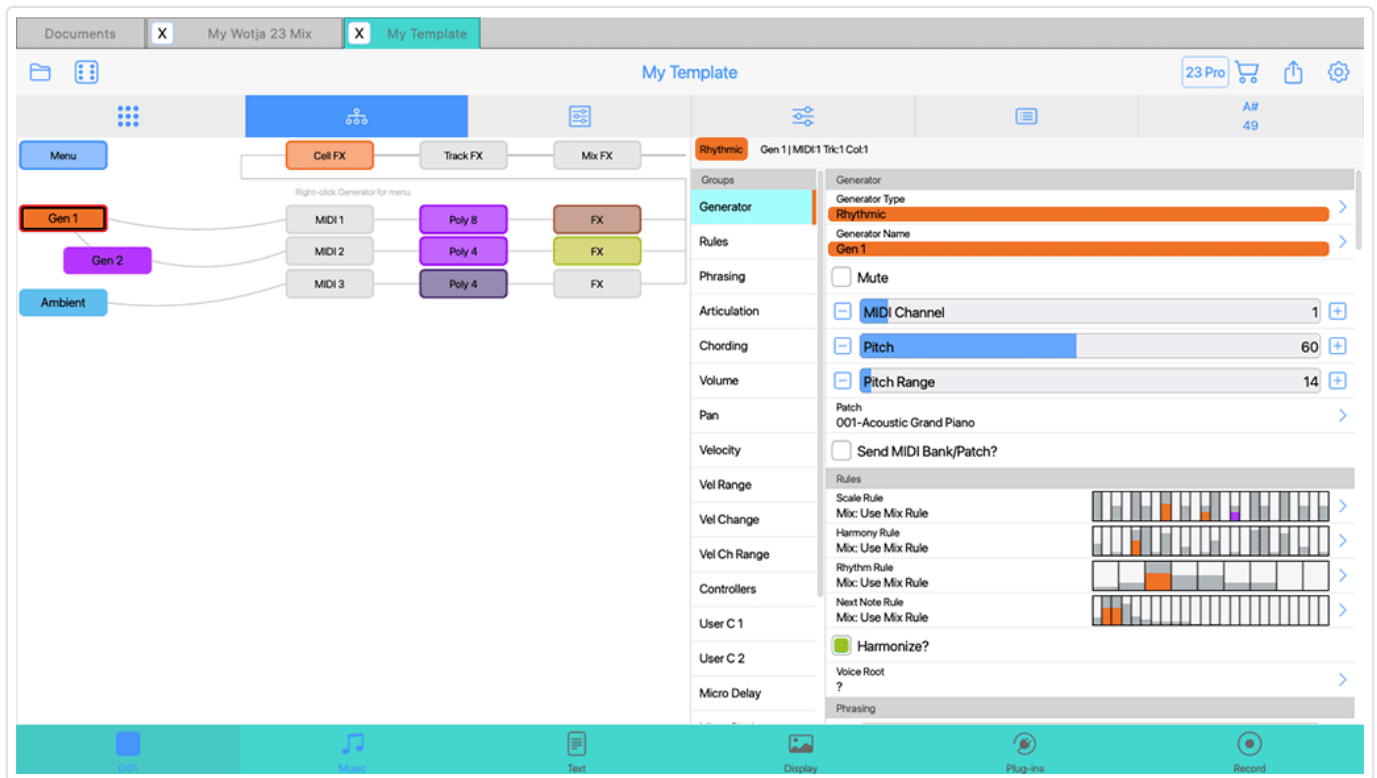 Documents
X
My Wotja 23 Mix
X
My Template
My Template
23 Pro
A#
49
Menu
Cell FX
Track FX
Mix FX
Right-click Generator for menu
Gen 1
MIDI 1
Poly 8
FX
Gen 2
MIDI 2
Poly 4
FX
Ambient
MIDI 3
Poly 4
FX
Rhythmic
Gen 1 | MIDI:1 Trk:1 Col:1
Groups
Generator
Rules
Phrasing
Articulation
Chording
Volume
Pan
Velocity
Vel Range
Vel Change
Vel Ch Range
Controllers
User C 1
User C 2
Micro Delay
Generator
Generator Type
Rhythmic
Generator Name
Gen 1
Mute
MIDI Channel 1
Pitch 60
Pitch Range 14
Patch
001-Acoustic Grand Piano
Send MIDI Bank/Patch?
Rules
Scale Rule
Mix: Use Mix Rule
Harmony Rule
Mix: Use Mix Rule
Rhythm Rule
Mix: Use Mix Rule
Next Note Rule
Mix: Use Mix Rule
Harmonize?
Voice Root
?
Phrasing
0:01
Music
Text
Display
Plug-ins
Record